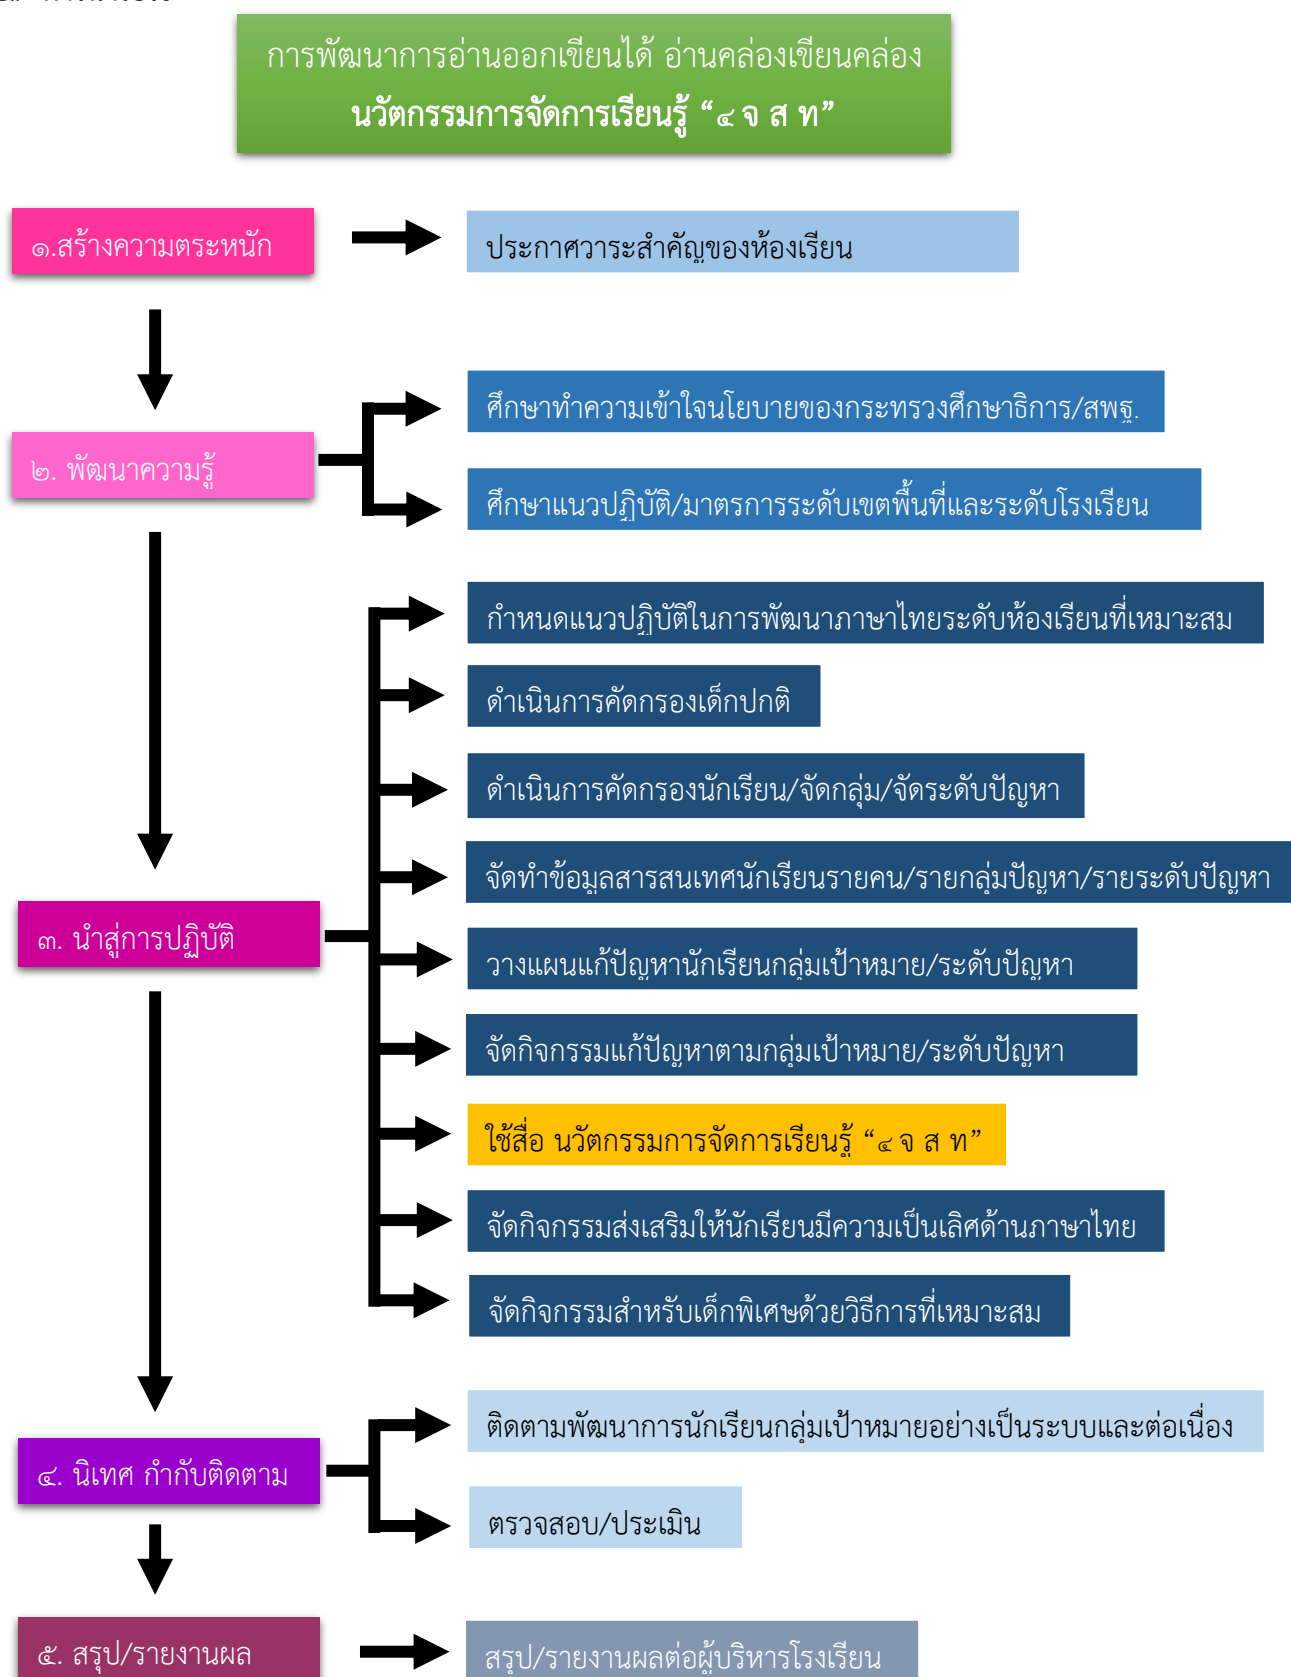 การพัฒนาการอ่านออกเขียนได้ อ่านคล่องเขียนคล่อง
นวัตกรรมการจัดการเรียนรู้ “๔ จ ส ท”
๑.สร้างความตระหนัก
ประกาศวาระสำคัญของห้องเรียน
ศึกษาทำความเข้าใจนโยบายของกระทรวงศึกษาธิการ/สพฐ.
๒. พัฒนาความรู้
ศึกษาแนวปฏิบัติ/มาตรการระดับเขตพื้นที่และระดับโรงเรียน
กำหนดแนวปฏิบัติในการพัฒนาภาษาไทยระดับห้องเรียนที่เหมาะสม
ดำเนินการคัดกรองเด็กปกติ
ดำเนินการคัดกรองนักเรียน/จัดกลุ่ม/จัดระดับปัญหา
จัดทำข้อมูลสารสนเทศนักเรียนรายคน/รายกลุ่มปัญหา/รายระดับปัญหา
๓. นำสู่การปฏิบัติ
วางแผนแก้ปัญหานักเรียนกลุ่มเป้าหมาย/ระดับปัญหา
จัดกิจกรรมแก้ปัญหาตามกลุ่มเป้าหมาย/ระดับปัญหา
ใช้สื่อ นวัตกรรมการจัดการเรียนรู้ “๔ จ ส ท”
จัดกิจกรรมส่งเสริมให้นักเรียนมีความเป็นเลิศด้านภาษาไทย
จัดกิจกรรมสำหรับเด็กพิเศษด้วยวิธีการที่เหมาะสม
ติดตามพัฒนาการนักเรียนกลุ่มเป้าหมายอย่างเป็นระบบและต่อเนื่อง
๔. นิเทศ กำกับติดตาม
ตรวจสอบ/ประเมิน
๕. สรุป/รายงานผล
สรุป/รายงานผลต่อผู้บริหารโรงเรียน